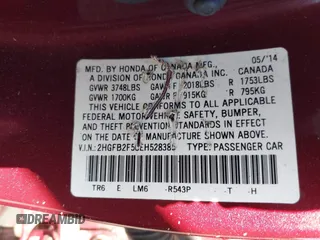 MFD. BY HONDA OF CANADA MFG., 05/'14
A DIVISION OF HONDA CANADA INC. CANADA
GVWR 3748LBS GAWR F 2018LBS R 1753LBS
GVWR 1700KG GAWR F 915KG R 795KG
THIS VEHICLE CONFORMS TO ALL APPLICABLE
FEDERAL MOTOR VEHICLE SAFETY, BUMPER,
AND THEFT PREVENTION STANDARDS IN EFFECT
ON THE DATE OF MANUFACTURE SHOWN ABOVE.
V.I.N.: TYPE: PASSENGER CAR
TR6 E LM6 R543P T H
AUTOBIDMASTER